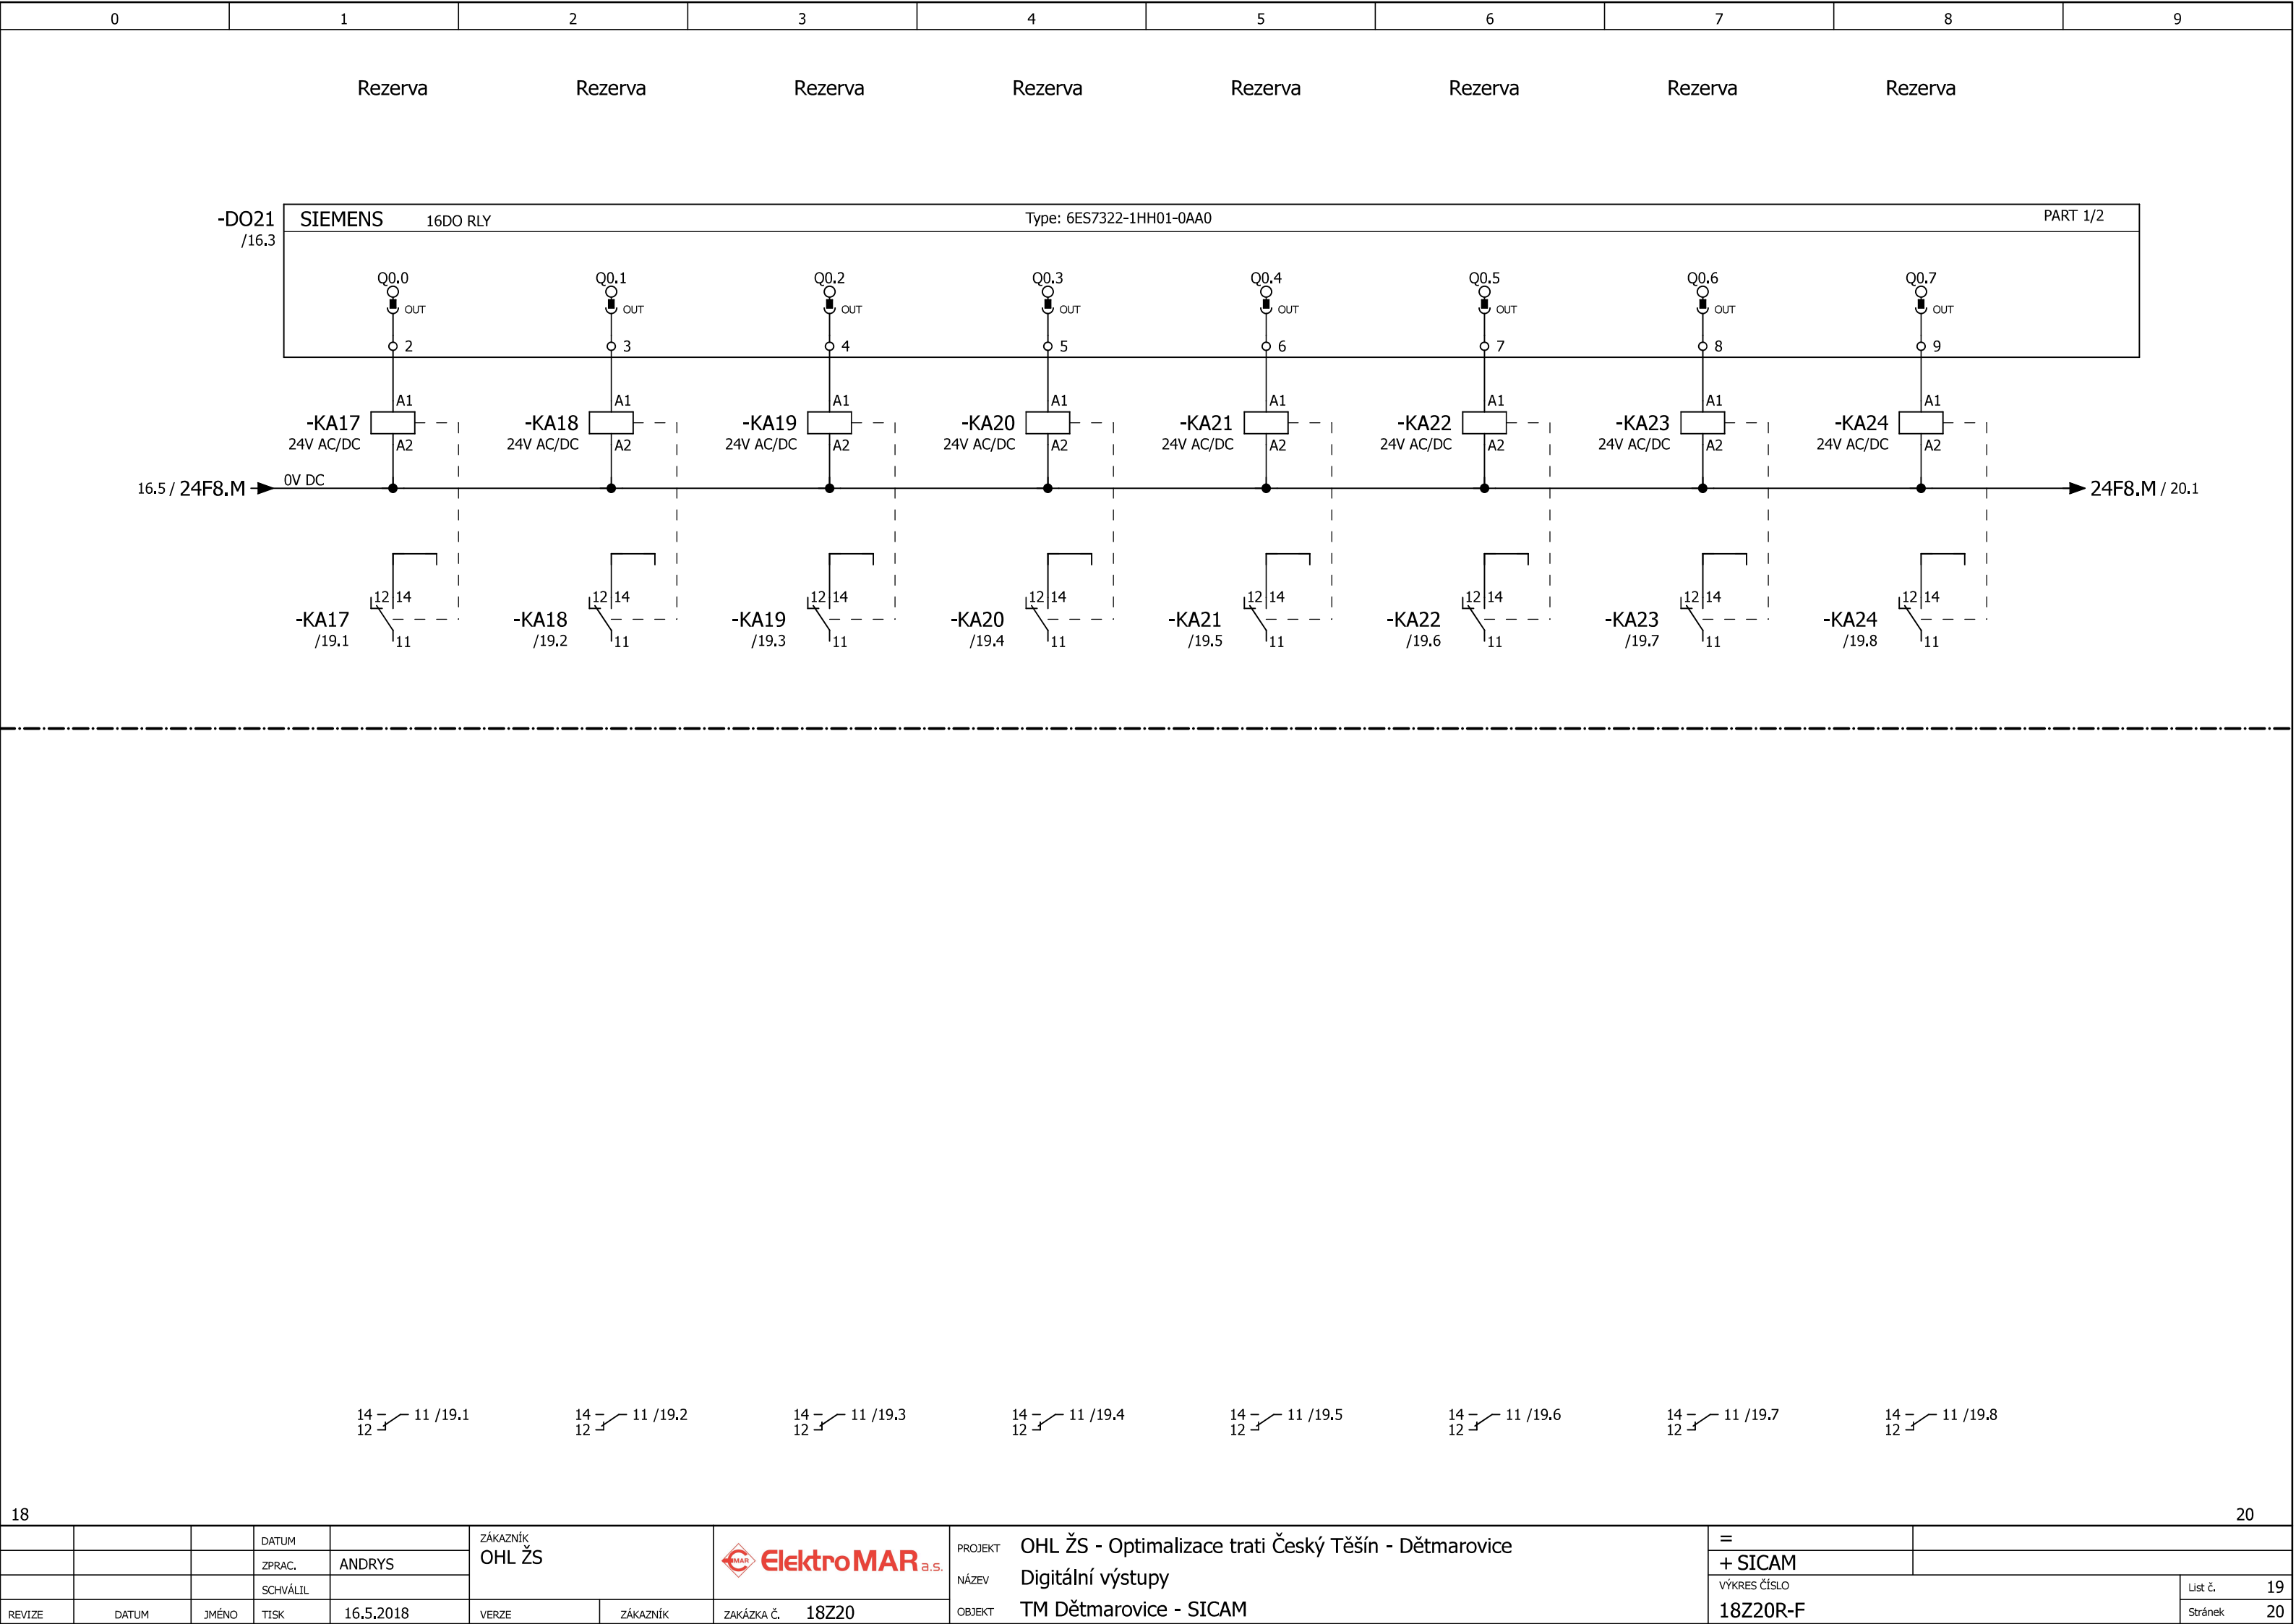 0 1 2 3 4 5 6 7 8 9
Rezerva Rezerva Rezerva Rezerva Rezerva Rezerva Rezerva Rezerva
-DO21 SIEMENS 16DO RLY Type: 6ES7322-1HH01-0AA0 PART 1/2
/16.3
Q0.0 Q0.1 Q0.2 Q0.3 Q0.4 Q0.5 Q0.6 Q0.7
OUT OUT OUT OUT OUT OUT OUT OUT
2 3 4 5 6 7 8 9
A1 A1 A1 A1 A1 A1 A1 A1
-KA17 -KA18 -KA19 -KA20 -KA21 -KA22 -KA23 -KA24
24V AC/DC A2 24V AC/DC A2 24V AC/DC A2 24V AC/DC A2 24V AC/DC A2 24V AC/DC A2 24V AC/DC A2 24V AC/DC A2
16.5 / 24F8.M 0V DC 24F8.M / 20.1
12 14 12 14 12 14 12 14 12 14 12 14 12 14 12 14
-KA17 -KA18 -KA19 -KA20 -KA21 -KA22 -KA23 -KA24
/19.1 11 /19.2 11 /19.3 11 /19.4 11 /19.5 11 /19.6 11 /19.7 11 /19.8 11
14 11 /19.1 14 11 /19.2 14 11 /19.3 14 11 /19.4 14 11 /19.5 14 11 /19.6 14 11 /19.7 14 11 /19.8
12 12 12 12 12 12 12 12
18 20
DATUM
ZPRAC. ANDRYS
SCHVÁLIL
REVIZE DATUM JMÉNO TISK 16.5.2018
ZÁKAZNÍK
OHL ŽS
VERZE ZÁKAZNÍK
MAR ElektroMAR a.s.
ZAKÁZKA Č. 18Z20
PROJEKT OHL ŽS - Optimalizace trati Český Těšín - Dětmarovice
NÁZEV Digitální výstupy
OBJEKT TM Dětmarovice - SICAM
=
+ SICAM
VÝKRES ČÍSLO
18Z20R-F
List č. 19
Stránek 20